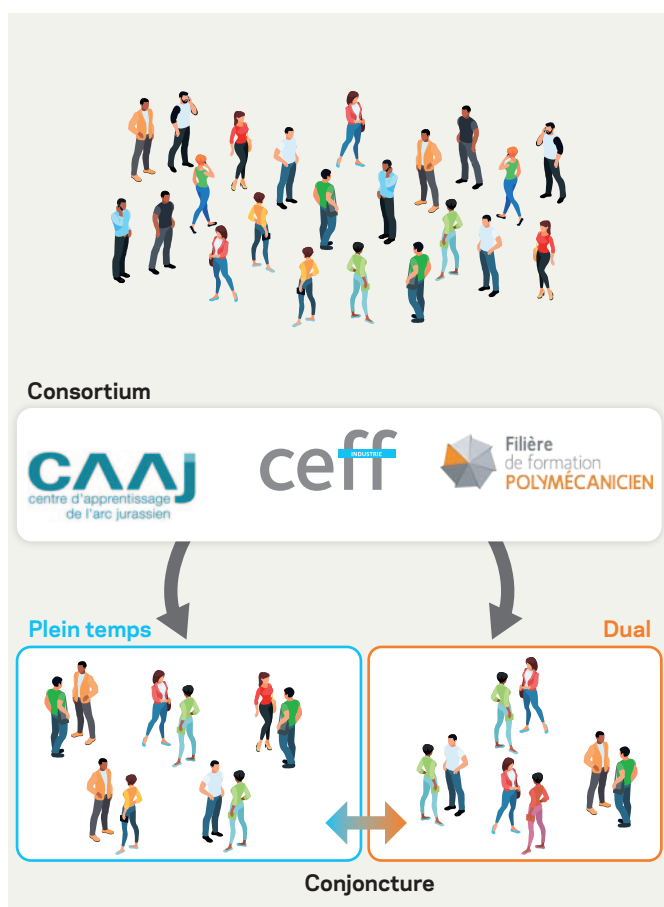 Consortium
CAAJ
centre d'apprentissage
de l'arc jurassien
ceff
INDUSTRIE
Filière
de formation
POLYMÉCANICIEN
Plein temps
Dual
Conjoncture